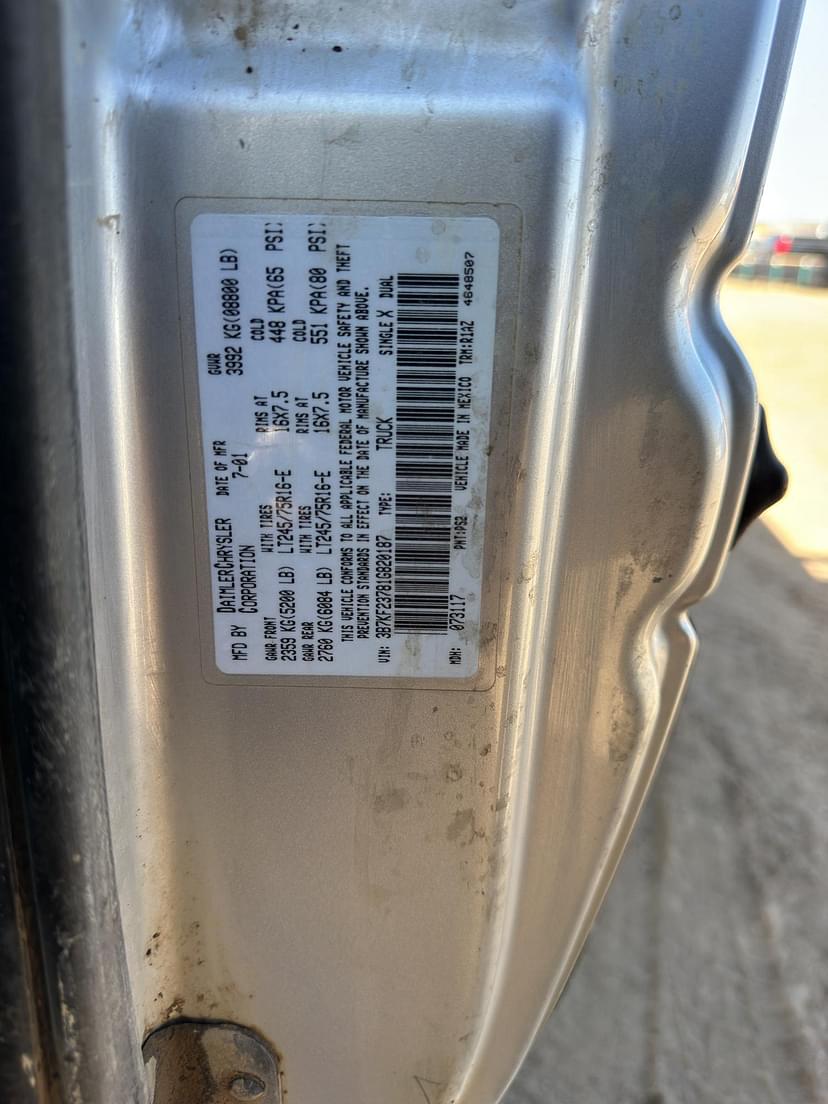 MFD BY DAIMLERCHRYSLER CORPORATION DATE OF MFR 7-01 GVWR 3992 KG(08800 LB)
GAWR FRONT WITH TIRES RIMS AT COLD
2359 KG(5200 LB) LT245/75R16-E 16X7.5 448 KPA(65 PSI)
GAWR REAR WITH TIRES RIMS AT COLD
2760 KG(6084 LB) LT245/75R16-E 16X7.5 551 KPA(80 PSI)
THIS VEHICLE CONFORMS TO ALL APPLICABLE FEDERAL MOTOR VEHICLE SAFETY AND THEFT
PREVENTION STANDARDS IN EFFECT ON THE DATE OF MANUFACTURE SHOWN ABOVE.
VIN: 3B7KF23781G820187 TYPE: TRUCK SINGLE X DUAL
MDH: 073117 PNT:PS2 VEHICLE MADE IN MEXICO TRM:R1AZ 4648507